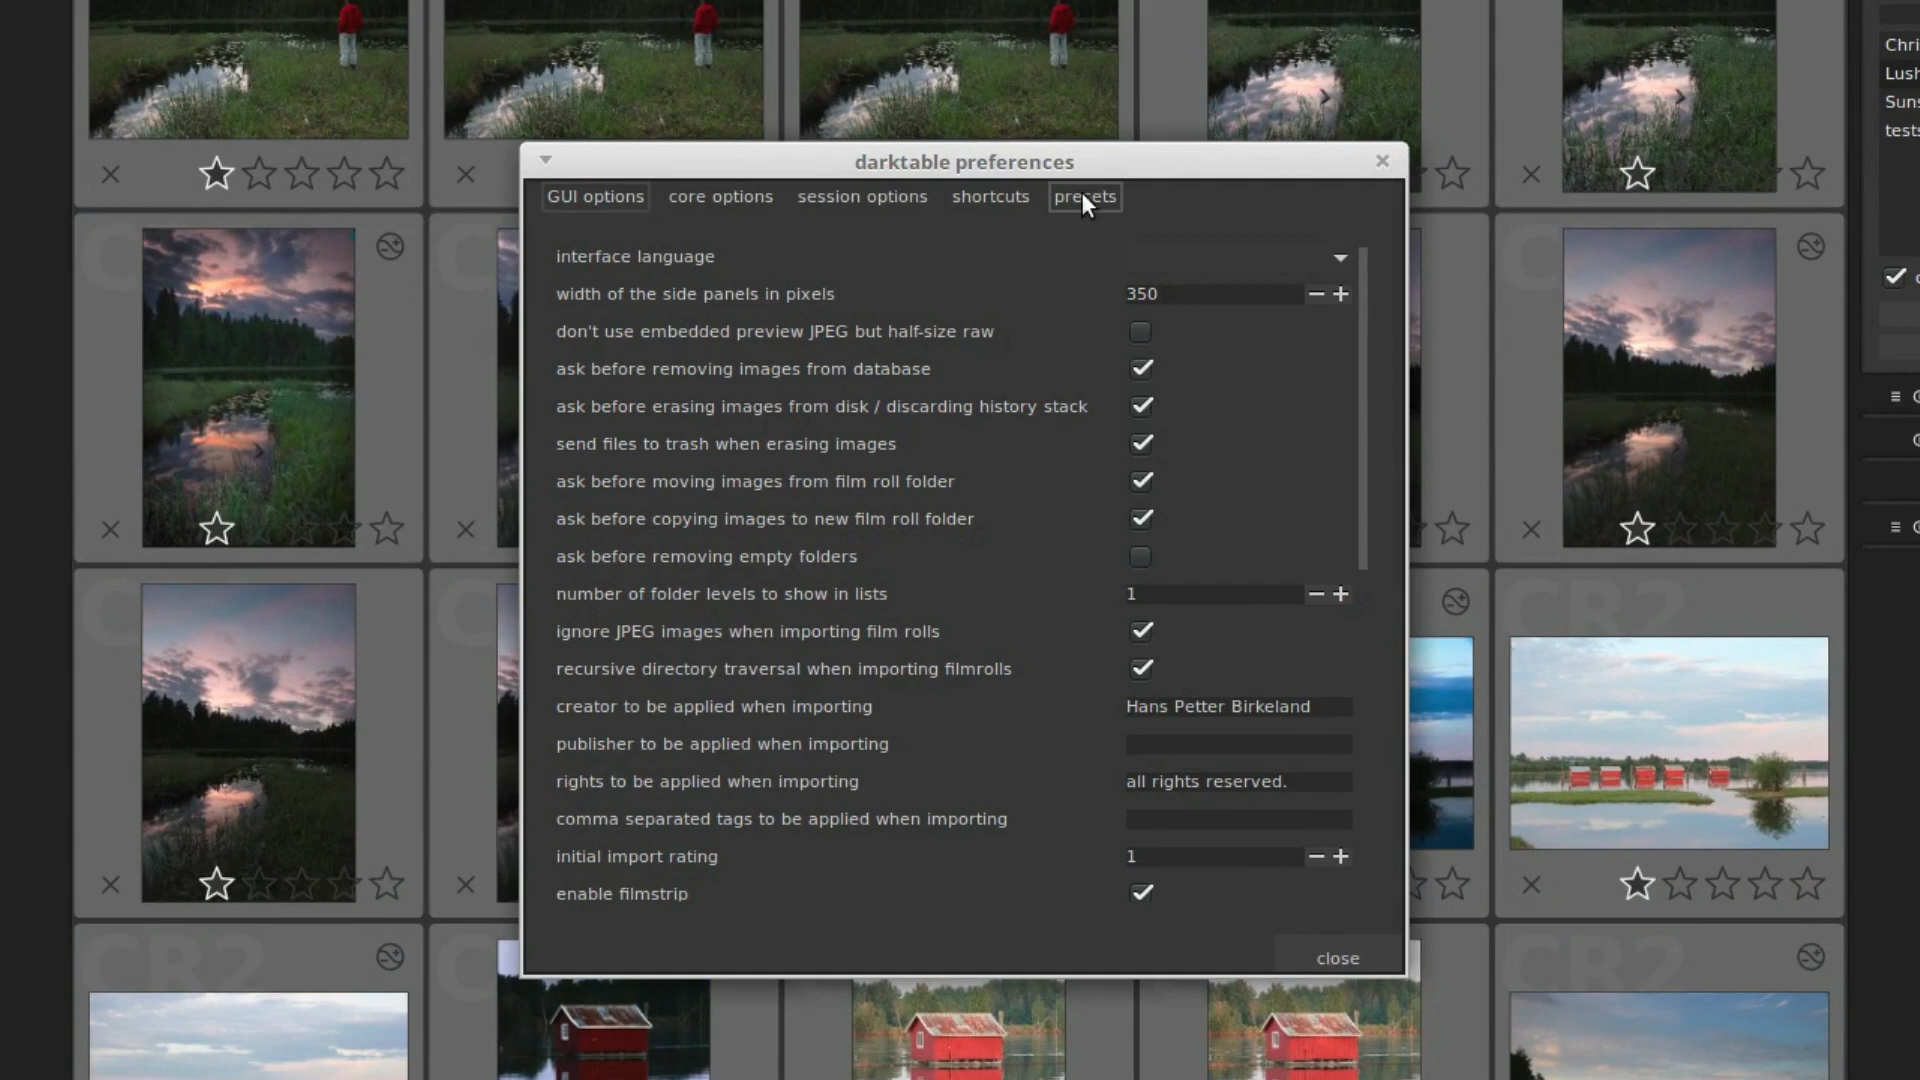 Chri
Lush
Suns
tests
darktable preferences
GUI options core options session options shortcuts presets
interface language
width of the side panels in pixels 350
don't use embedded preview JPEG but half-size raw
ask before removing images from database
ask before erasing images from disk / discarding history stack
send files to trash when erasing images
ask before moving images from film roll folder
ask before copying images to new film roll folder
ask before removing empty folders
number of folder levels to show in lists 1
ignore JPEG images when importing film rolls
recursive directory traversal when importing filmrolls
creator to be applied when importing Hans Petter Birkeland
publisher to be applied when importing
rights to be applied when importing all rights reserved.
comma separated tags to be applied when importing
initial import rating 1
enable filmstrip
close
CR2
CR2
CR2